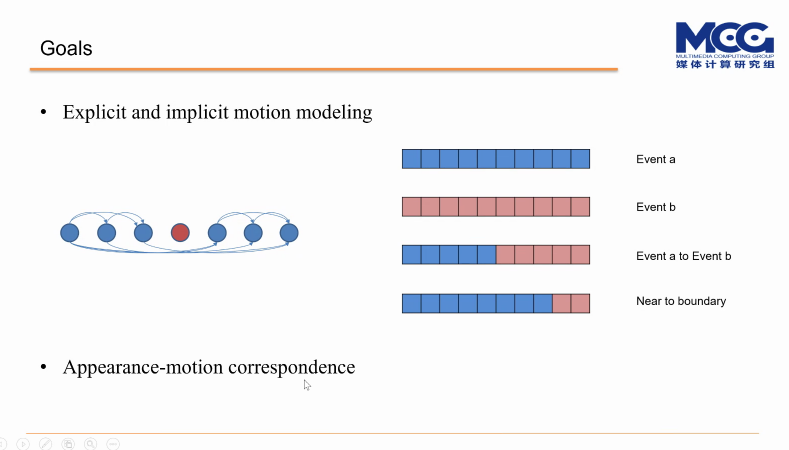 Goals
MCG
MULTIMEDIA COMPUTING GROUP
媒体计算研究组
• Explicit and implicit motion modeling
Event a
Event b
Event a to Event b
Near to boundary
• Appearance-motion correspondence